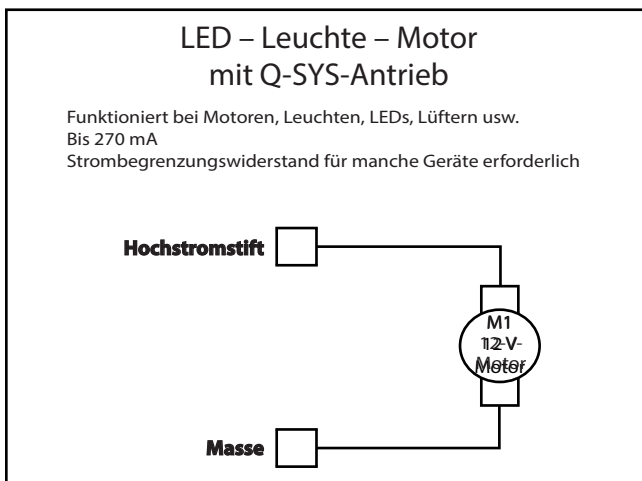 LED – Leuchte – Motor
mit Q-SYS-Antrieb
Funktioniert bei Motoren, Leuchten, LEDs, Lüftern usw.
Bis 270 mA
Strombegrenzungswiderstand für manche Geräte erforderlich
Hochstromstift
M1
12-V-
Motor
Masse